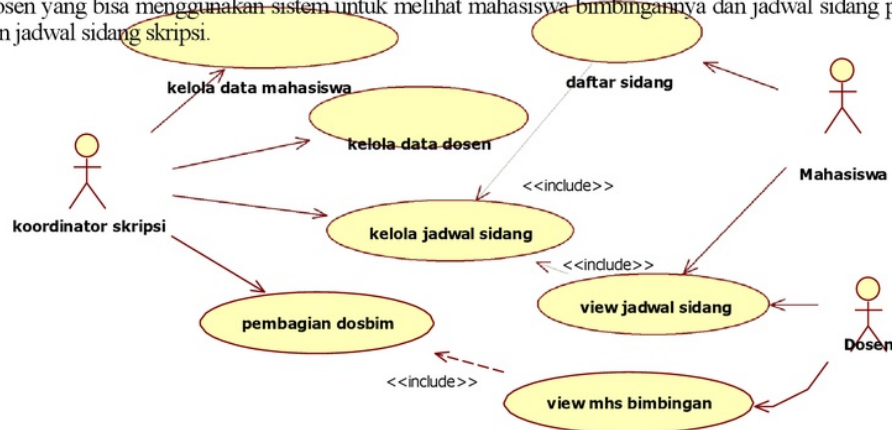 osen yang bisa menggunakan sistem untuk melihat mahasiswa bimbingannya dan jadwal sidang p
n jadwal sidang skripsi.
kelola data mahasiswa
daftar sidang
kelola data dosen
Mahasiswa
<<include>>
koordinator skripsi
kelola jadwal sidang
<<include>>
view jadwal sidang
pembagian dosbim
Dosen
<<include>>
view mhs bimbingan